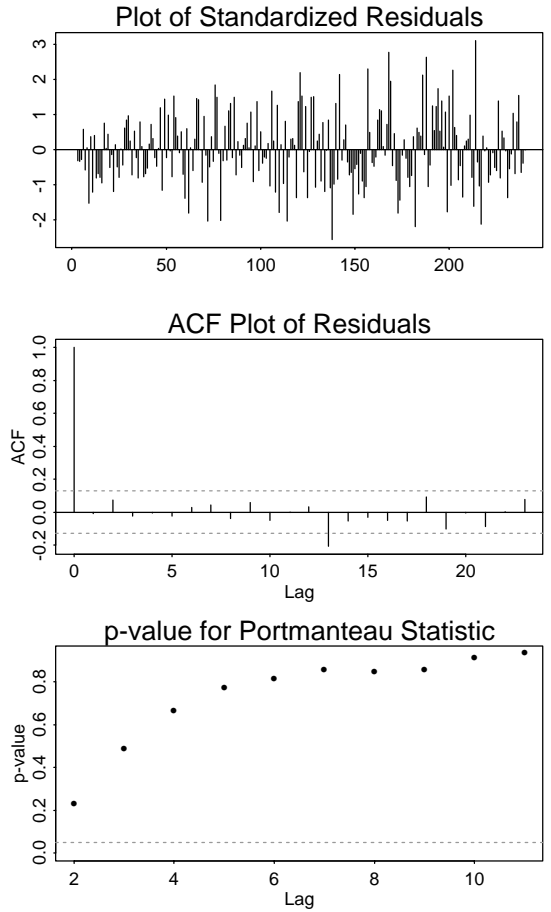 Plot of Standardized Residuals
3
2
1
0
-1
-2
0 50 100 150 200
ACF Plot of Residuals
1.0
0.8
0.6
0.4
0.2
0.0
-0.2
ACF
0 5 10 15 20
Lag
p-value for Portmanteau Statistic
0.8
0.6
0.4
0.2
0.0
p-value
2 4 6 8 10
Lag